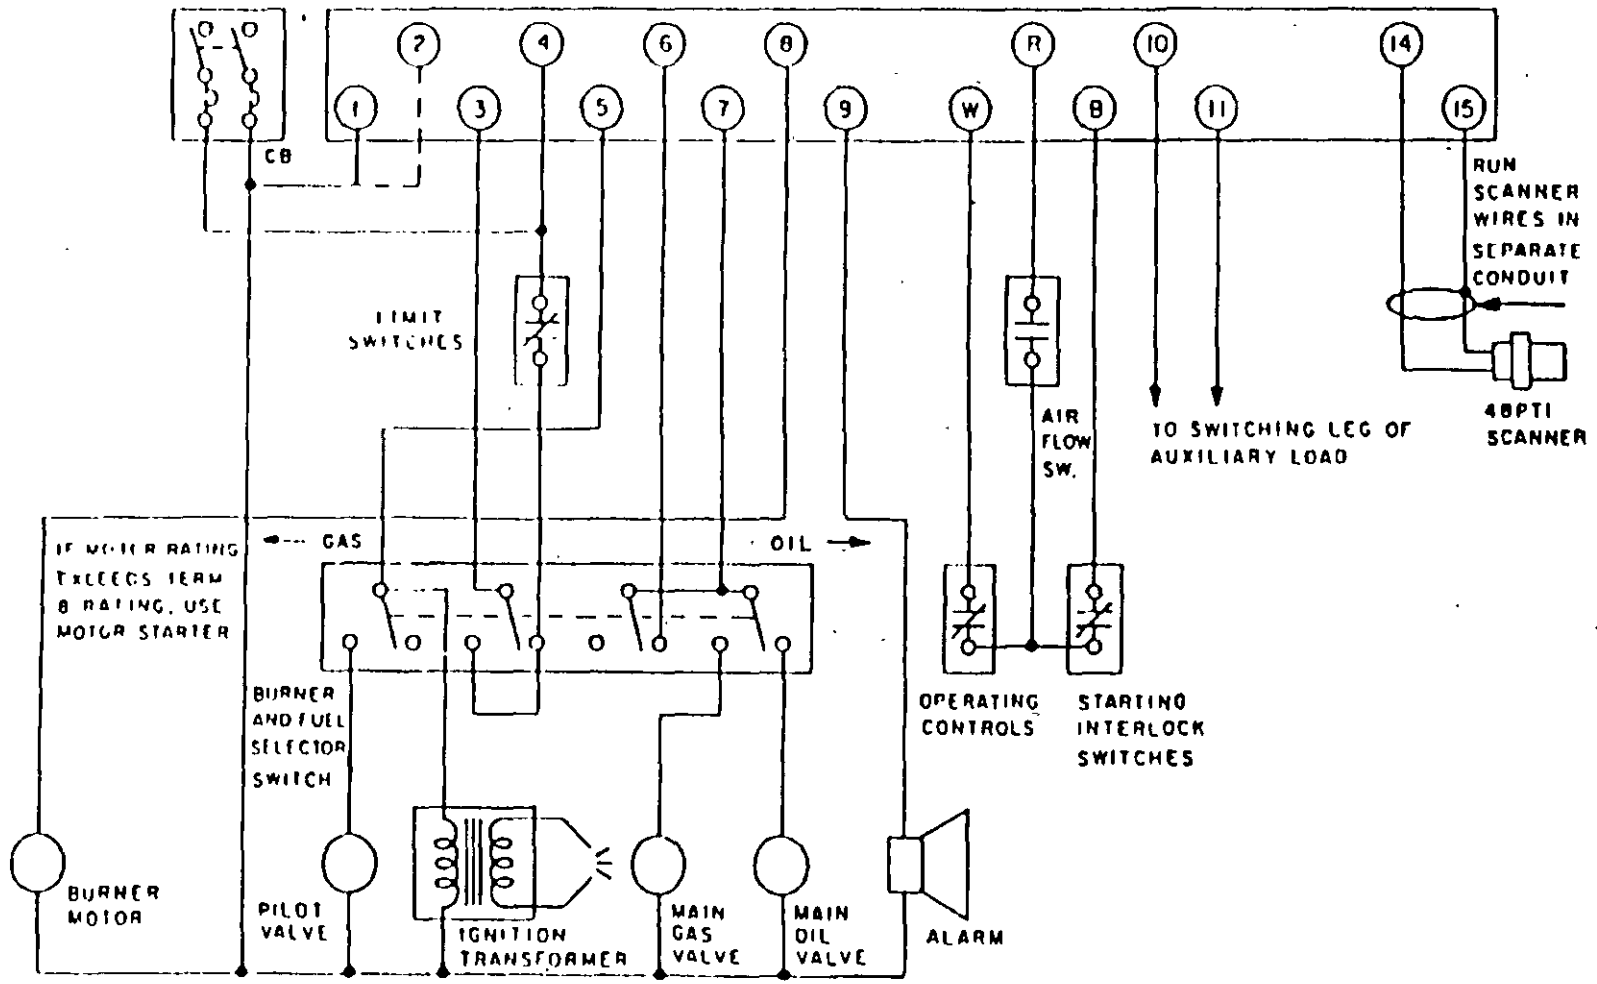 2 4 6 8 R 10 14
1 3 5 7 9 W B 11 15
CB
RUN
SCANNER
WIRES IN
SEPARATE
CONDUIT
LIMIT
SWITCHES
AIR
FLOW
SW.
TO SWITCHING LEG OF
AUXILIARY LOAD
48PT1
SCANNER
IF MOTOR RATING
EXCEEDS TERM
8 RATING, USE
MOTOR STARTER
GAS
OIL
BURNER
AND FUEL
SELECTOR
SWITCH
OPERATING
CONTROLS
STARTING
INTERLOCK
SWITCHES
BURNER
MOTOR
PILOT
VALVE
IGNITION
TRANSFORMER
MAIN
GAS
VALVE
MAIN
OIL
VALVE
ALARM